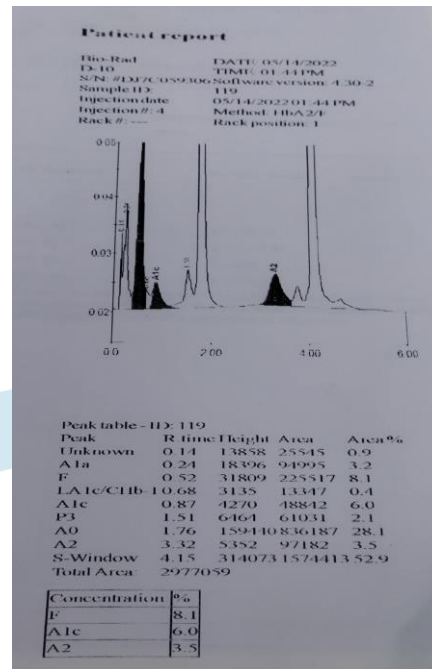 Patient report
Bio-Rad DATE: 05/14/2022
D-10 TIME: 01:44 PM
S/N: #DJ7C059306 Software version: 4.30-2
Sample ID: 119
Injection date 05/14/2022 01:44 PM
Injection #: 4 Method: HbA2/F
Rack #: --- Rack position: 1
0.05
0.04
0.03
0.02
A1c
A2
0.0 2.00 4.00 6.00
Peak table - ID: 119
Peak R time Height Area Area %
Unknown 0.14 13858 25545 0.9
A1a 0.24 18396 94995 3.2
F 0.52 31809 225517 8.1
LA1c/CHb-1 0.68 3135 13347 0.4
A1c 0.87 4270 48842 6.0
P3 1.51 6464 61031 2.1
A0 1.76 159440 836187 28.1
A2 3.32 5352 97182 3.5
S-Window 4.15 314073 1574413 52.9
Total Area: 2977059
Concentration %
F 8.1
A1c 6.0
A2 3.5